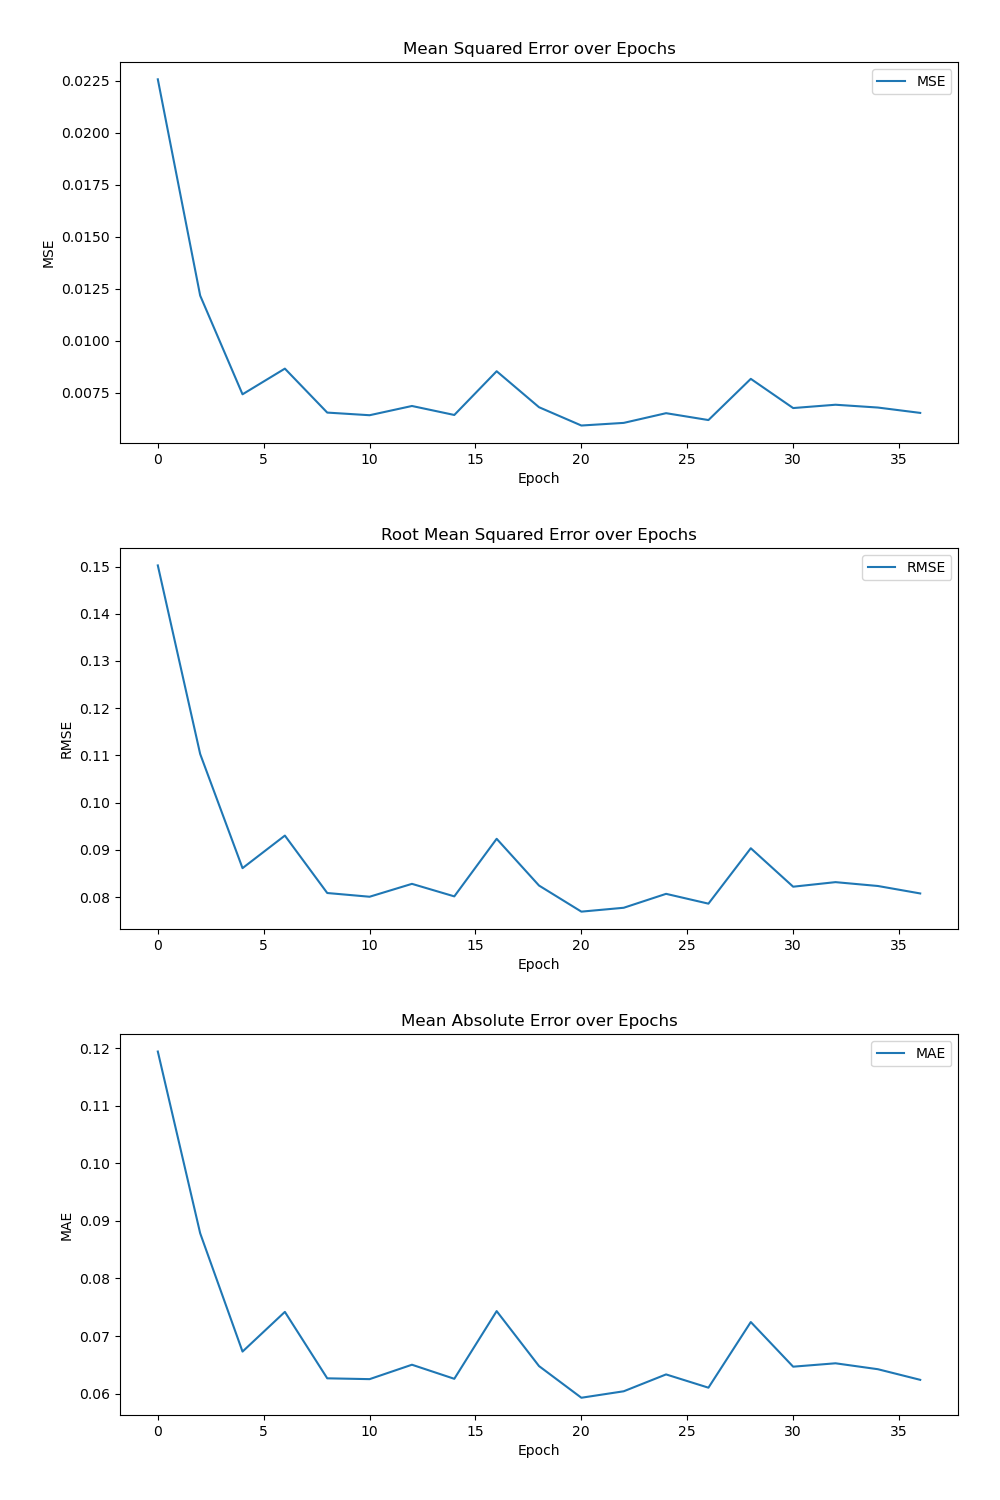 Mean Squared Error over Epochs
MSE
0.0225
0.0200
0.0175
0.0150
0.0125
0.0100
0.0075
MSE
0 5 10 15 20 25 30 35
Epoch
Root Mean Squared Error over Epochs
RMSE
0.15
0.14
0.13
0.12
0.11
0.10
0.09
0.08
RMSE
0 5 10 15 20 25 30 35
Epoch
Mean Absolute Error over Epochs
MAE
0.12
0.11
0.10
0.09
0.08
0.07
0.06
MAE
0 5 10 15 20 25 30 35
Epoch